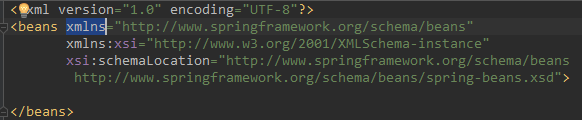 <?xml version="1.0" encoding="UTF-8"?>
<beans xmlns="http://www.springframework.org/schema/beans"
xmlns:xsi="http://www.w3.org/2001/XMLSchema-instance"
xsi:schemaLocation="http://www.springframework.org/schema/beans
http://www.springframework.org/schema/beans/spring-beans.xsd">
</beans>